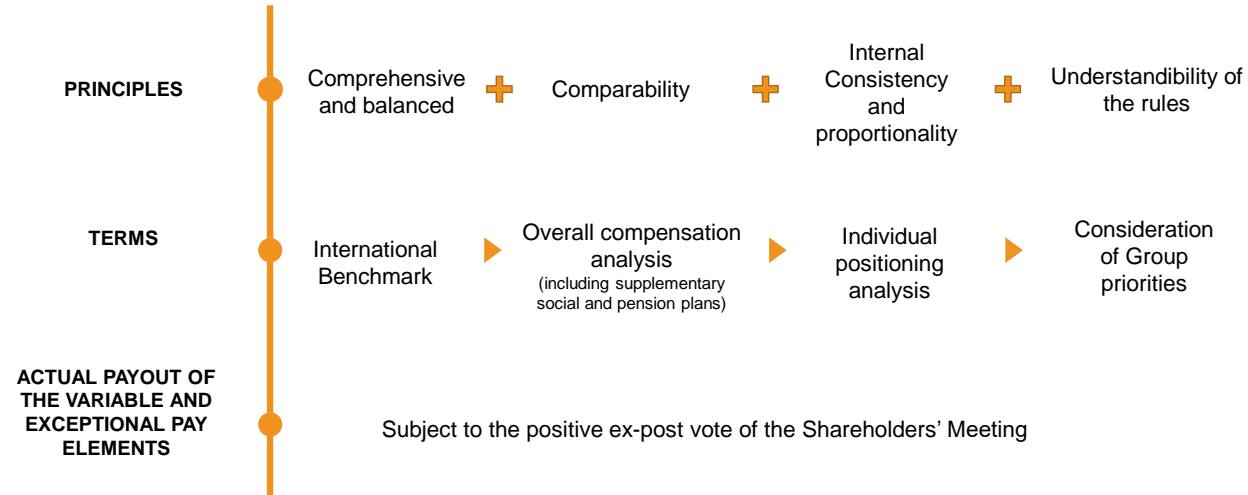 PRINCIPLES
Comprehensive
and balanced
Comparability
Internal
Consistency
and
proportionality
Understandibility of
the rules
TERMS
International
Benchmark
Overall compensation
analysis
(including supplementary
social and pension plans)
Individual
positioning
analysis
Consideration
of Group
priorities
ACTUAL PAYOUT OF
THE VARIABLE AND
EXCEPTIONAL PAY
ELEMENTS
Subject to the positive ex-post vote of the Shareholders’ Meeting